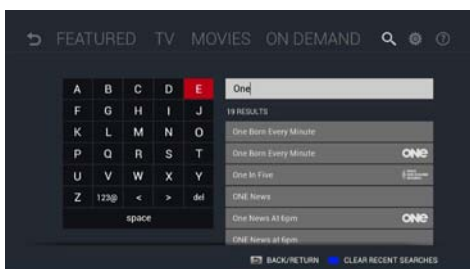 FEATURED TV MOVIES ON DEMAND
A B C D E
F G H I J
K L M N O
P Q R S T
U V W X Y
Z 123@ < > del
space
One
19 RESULTS
One Born Every Minute
One Born Every Minute ONE
One In Five
ONE News
One News At 6pm ONE
ONE News at 6pm
BACK/RETURN CLEAR RECENT SEARCHES